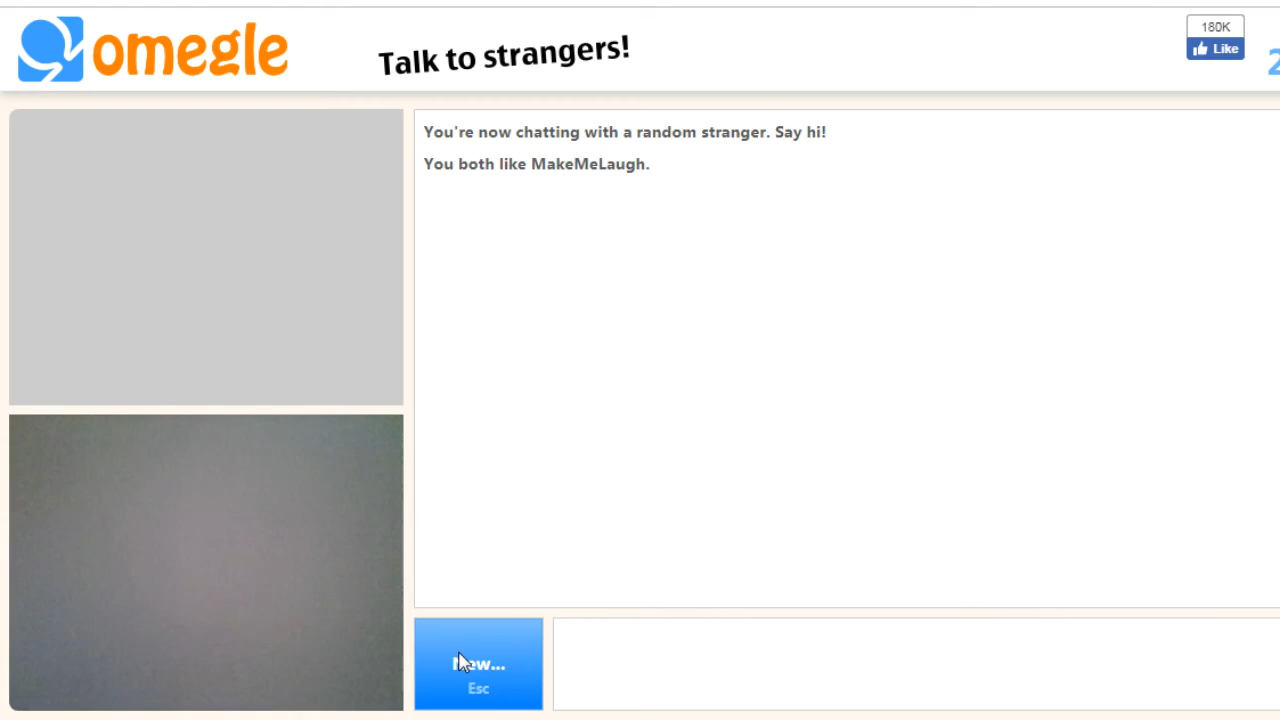 omegle
Talk to strangers!
180K
Like
You're now chatting with a random stranger. Say hi!
You both like MakeMeLaugh.
New...
Esc